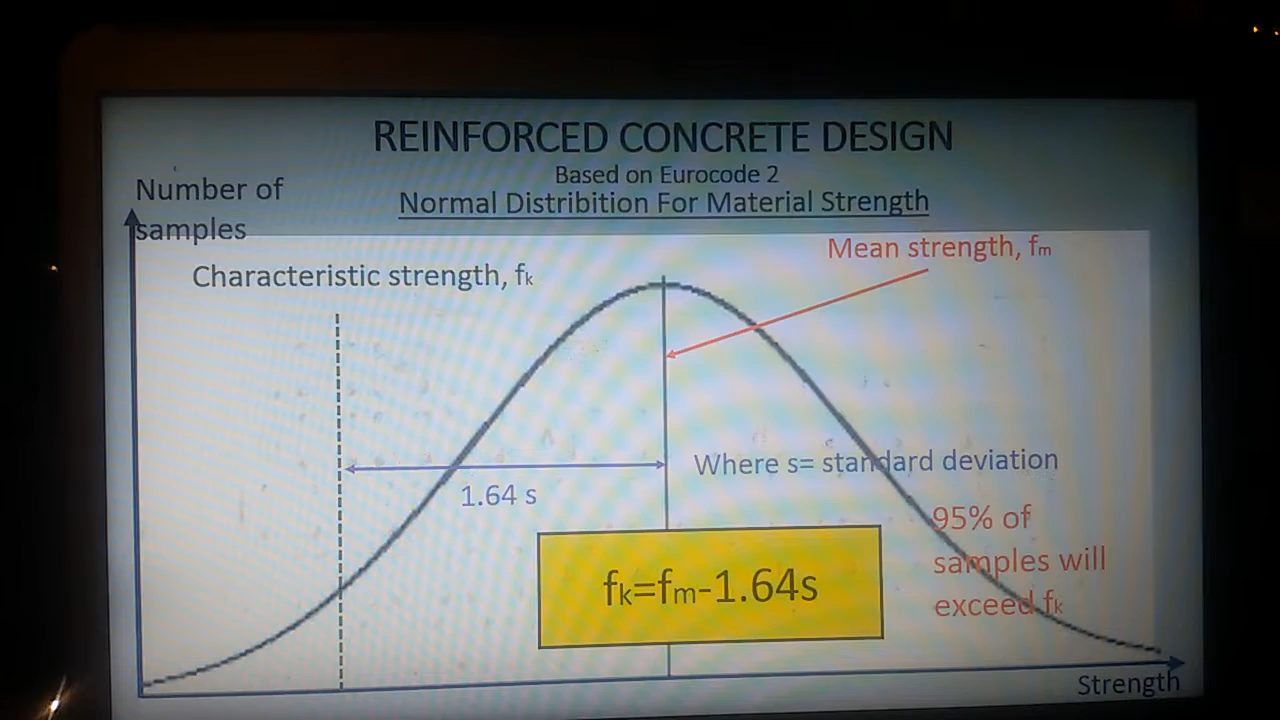 REINFORCED CONCRETE DESIGN
Based on Eurocode 2
Normal Distribition For Material Strength
Number of
samples
Characteristic strength, fk
Mean strength, fm
1.64 s
Where s= standard deviation
95% of
samples will
exceed fk
fk=fm-1.64s
Strength